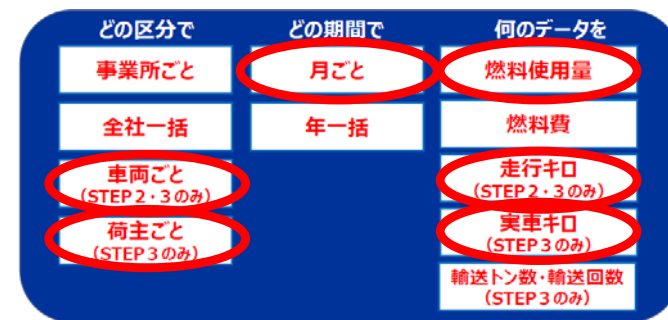 どの区分で
どの期間で
何のデータを
事業所ごと
月ごと
燃料使用量
全社一括
年一括
燃料費
車両ごと
(STEP2・3のみ)
走行キロ
(STEP2・3のみ)
荷主ごと
(STEP3のみ)
実車キロ
(STEP3のみ)
輸送トン数・輸送回数
(STEP3のみ)